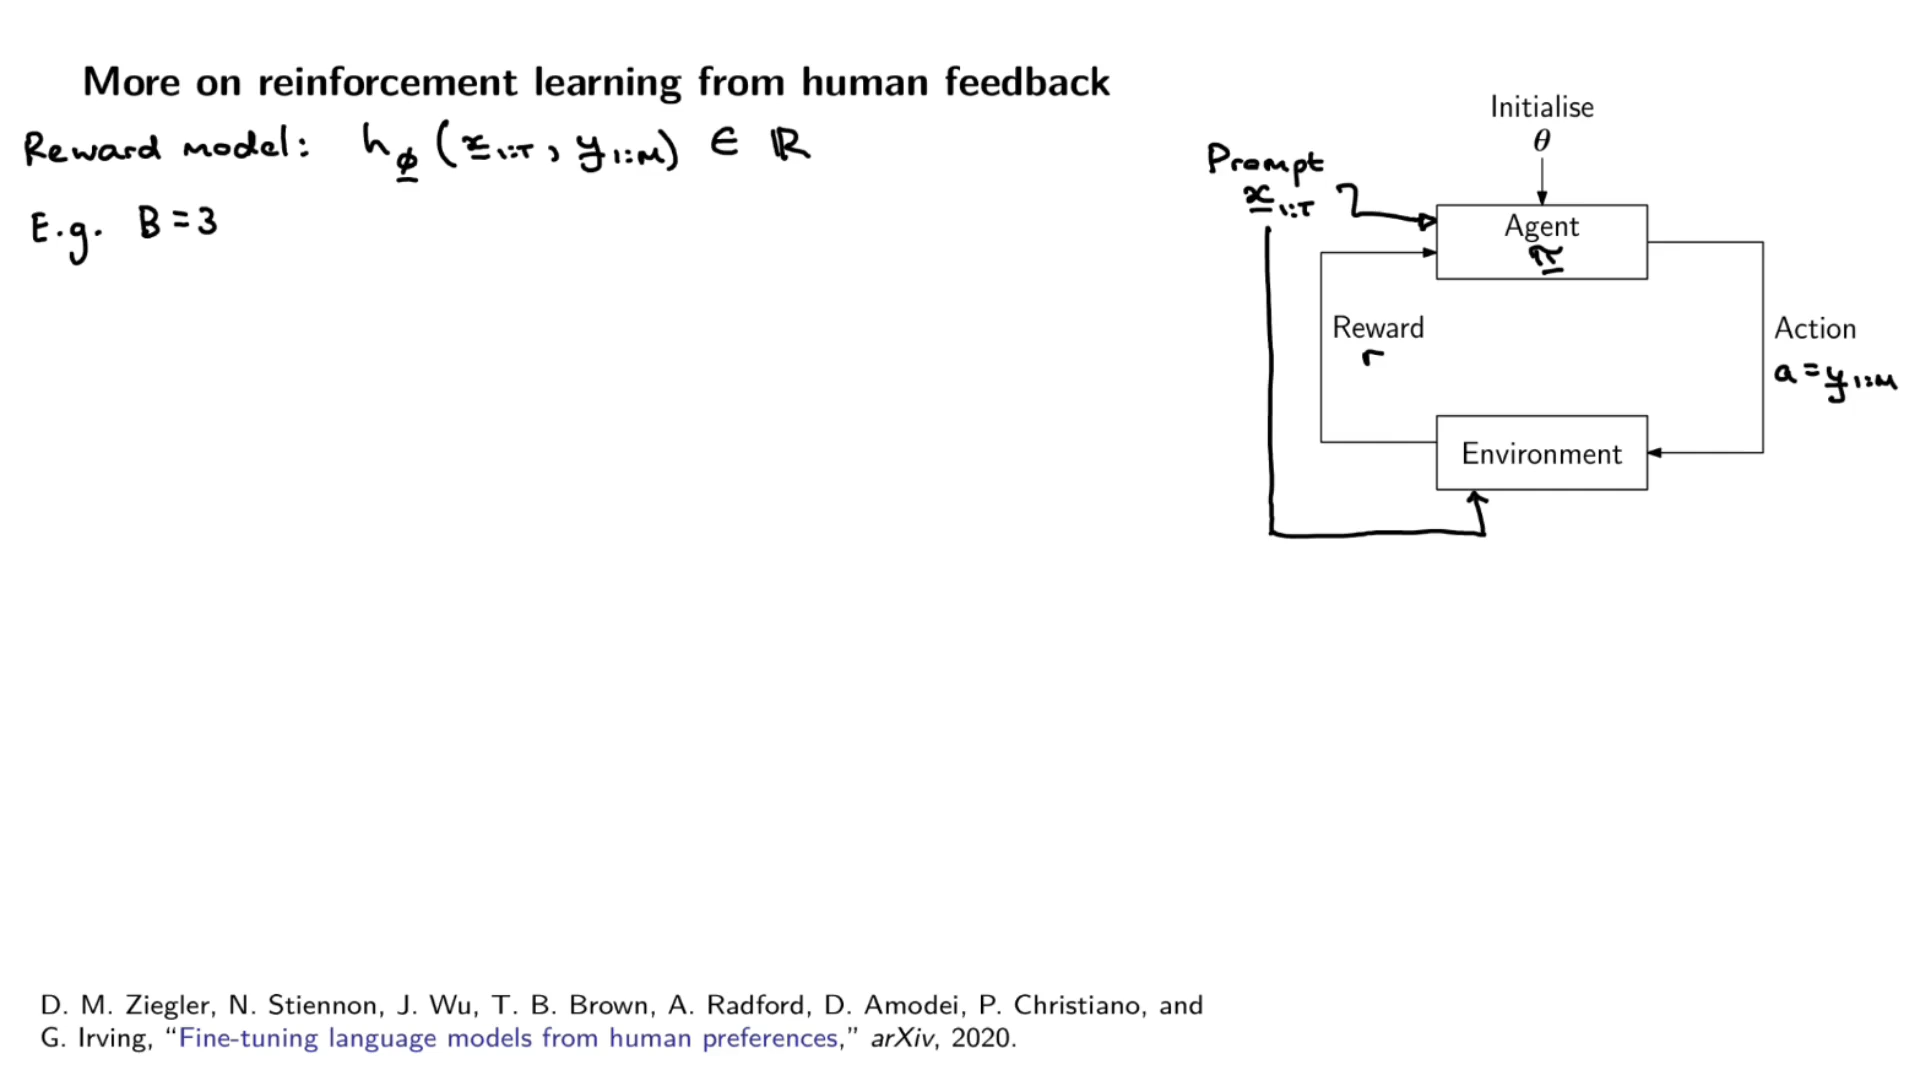 More on reinforcement learning from human feedback
Reward model: h_ϕ (x_1:T, y_1:M) ∈ ℝ
E.g. B = 3
Initialise
θ
Prompt
x_1:T
Agent
π
Reward
r
Action
a = y_1:M
Environment
D. M. Ziegler, N. Stiennon, J. Wu, T. B. Brown, A. Radford, D. Amodei, P. Christiano, and
G. Irving, “Fine-tuning language models from human preferences,” arXiv, 2020.